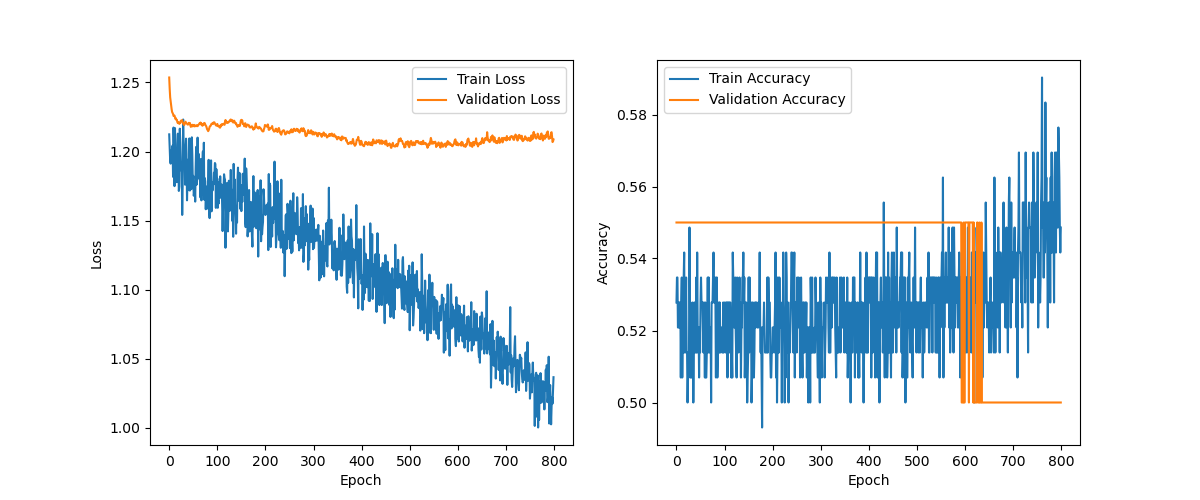 Train Loss
Validation Loss
1.25
1.20
1.15
1.10
1.05
1.00
Loss
0 100 200 300 400 500 600 700 800
Epoch
Train Accuracy
Validation Accuracy
0.58
0.56
0.54
0.52
0.50
Accuracy
0 100 200 300 400 500 600 700 800
Epoch